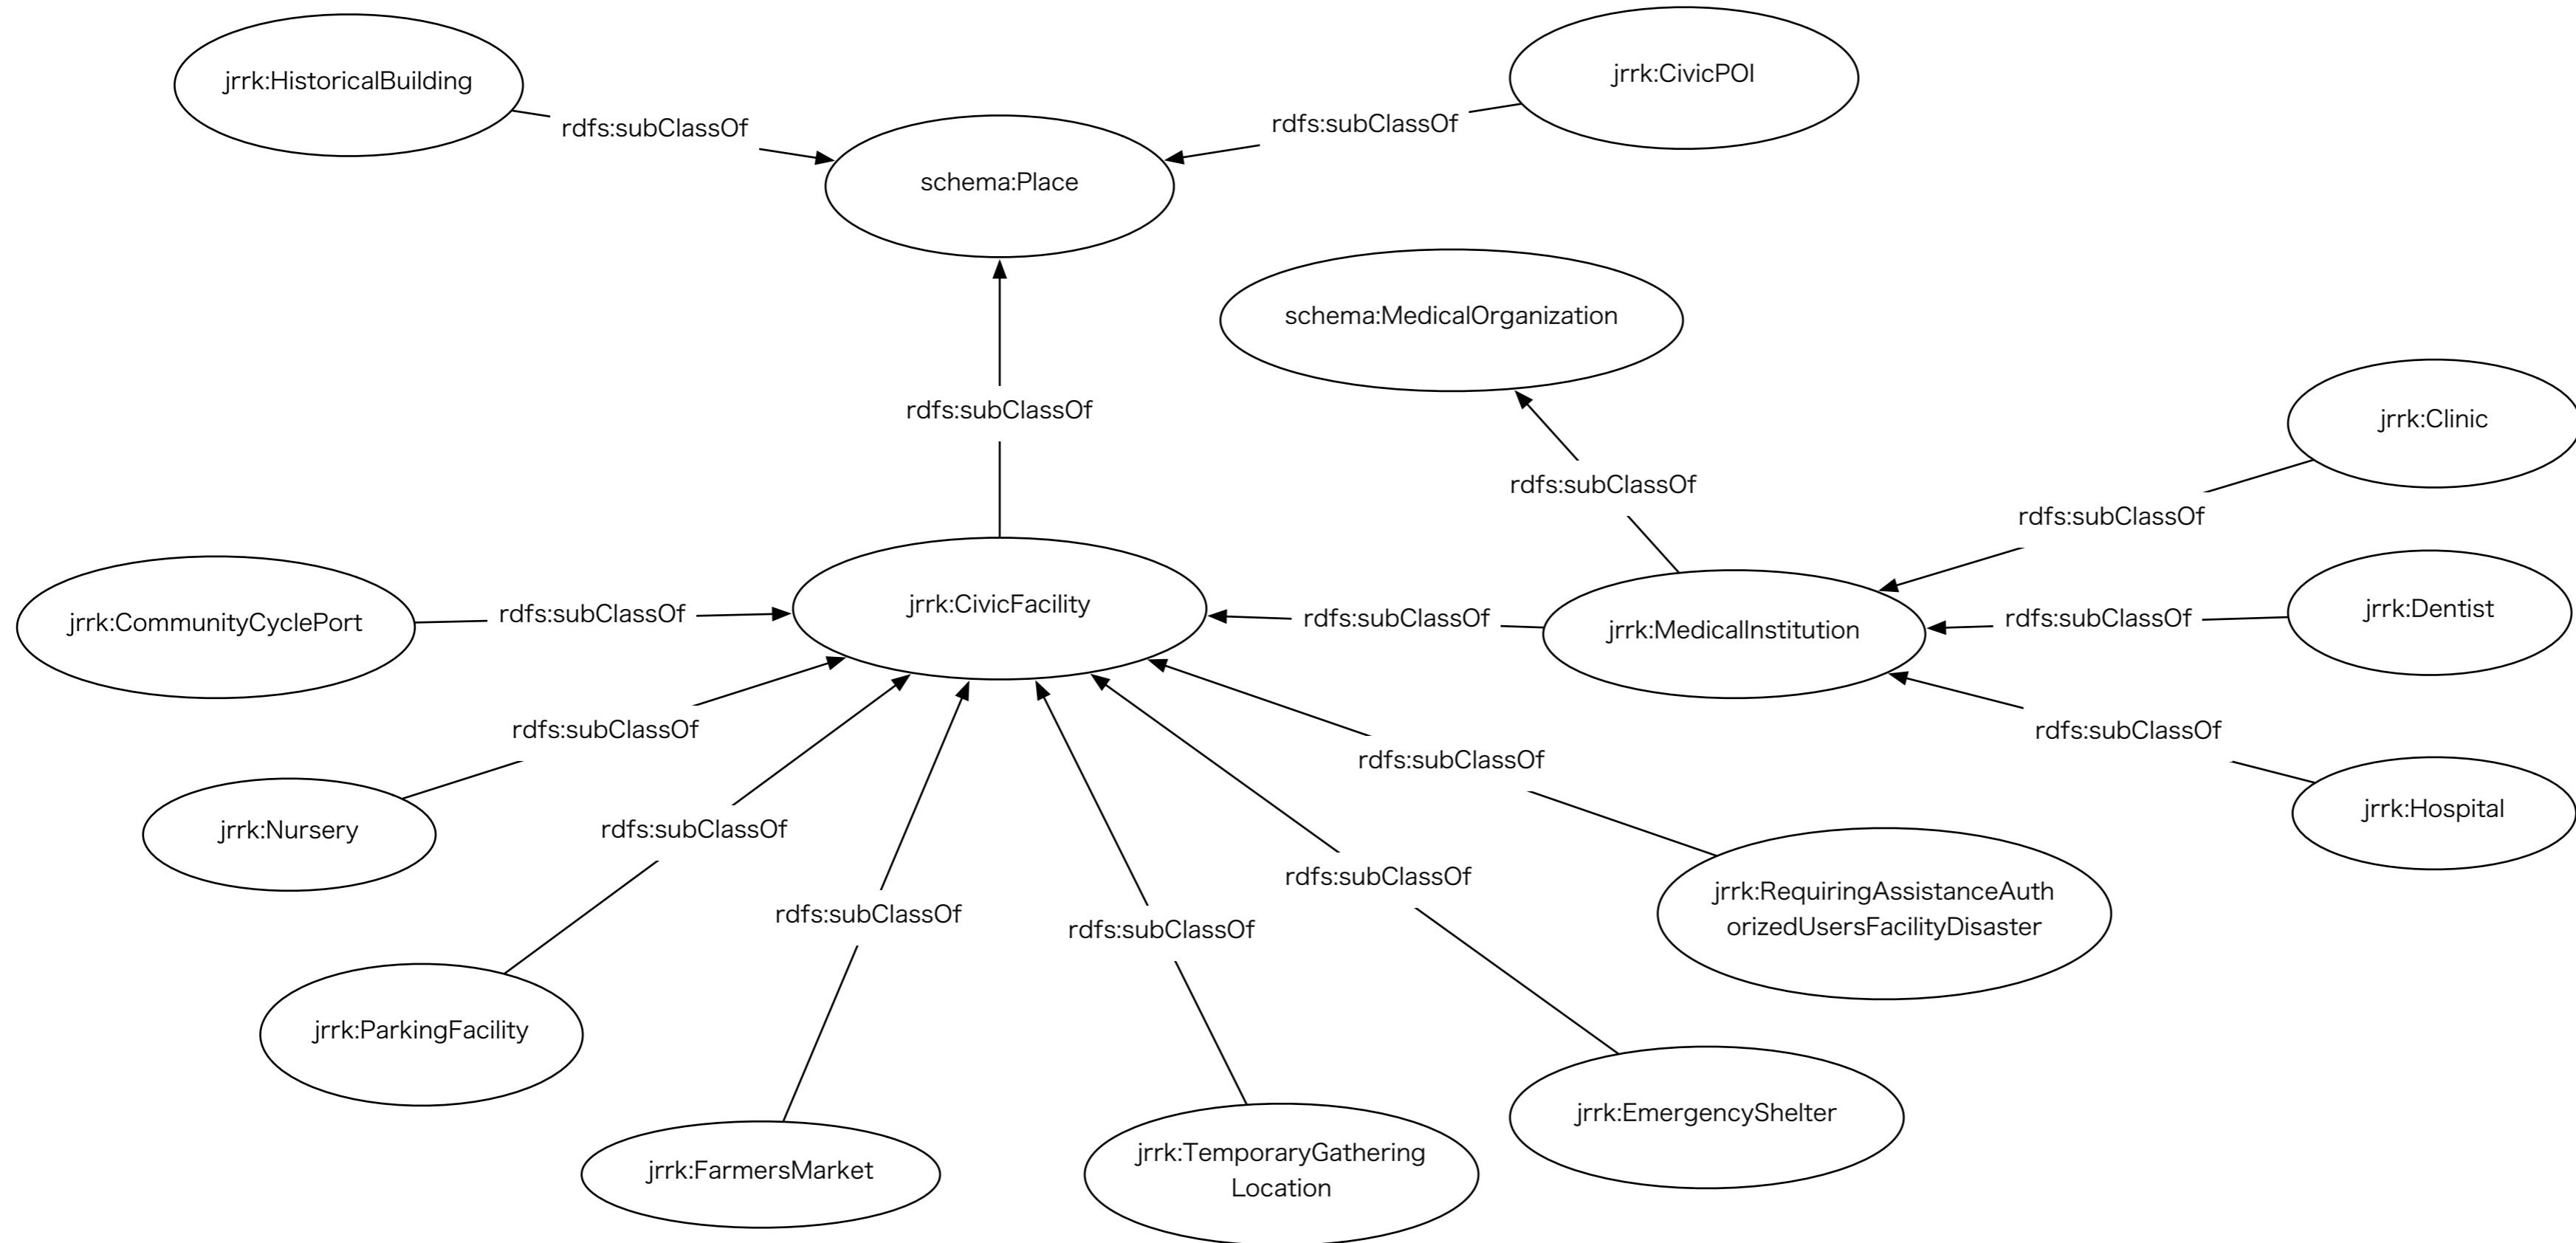 jrrk:HistoricalBuilding
jrrk:CivicPOI
rdfs:subClassOf
rdfs:subClassOf
schema:Place
schema:MedicalOrganization
rdfs:subClassOf
jrrk:Clinic
rdfs:subClassOf
rdfs:subClassOf
jrrk:CommunityCyclePort
rdfs:subClassOf
jrrk:CivicFacility
rdfs:subClassOf
jrrk:MedicalInstitution
rdfs:subClassOf
jrrk:Dentist
rdfs:subClassOf
rdfs:subClassOf
rdfs:subClassOf
jrrk:Nursery
rdfs:subClassOf
jrrk:Hospital
rdfs:subClassOf
rdfs:subClassOf
rdfs:subClassOf
jrrk:RequiringAssistanceAuth
orizedUsersFacilityDisaster
jrrk:ParkingFacility
jrrk:EmergencyShelter
jrrk:FarmersMarket
jrrk:TemporaryGathering
Location